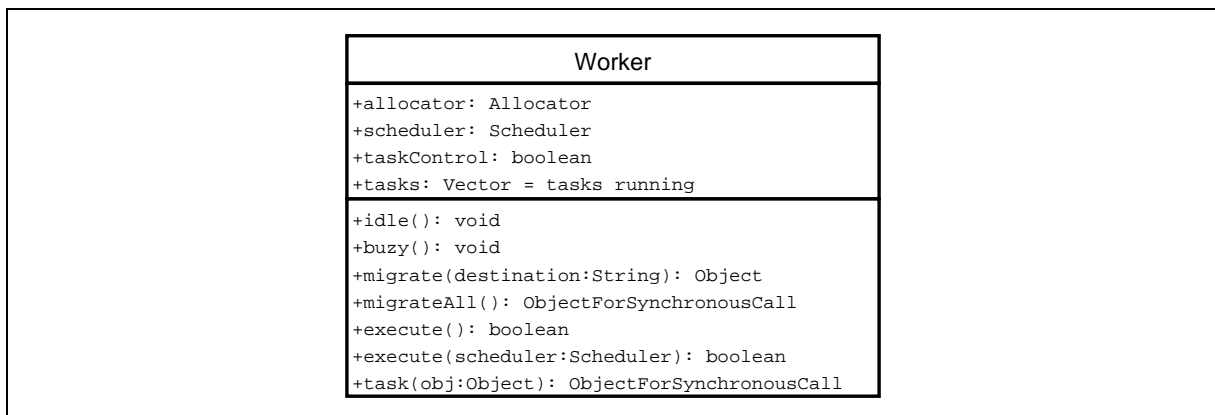 Worker
+allocator: Allocator
+scheduler: Scheduler
+taskControl: boolean
+tasks: Vector = tasks running
+idle(): void
+buzy(): void
+migrate(destination:String): Object
+migrateAll(): ObjectForSynchronousCall
+execute(): boolean
+execute(scheduler:Scheduler): boolean
+task(obj:Object): ObjectForSynchronousCall